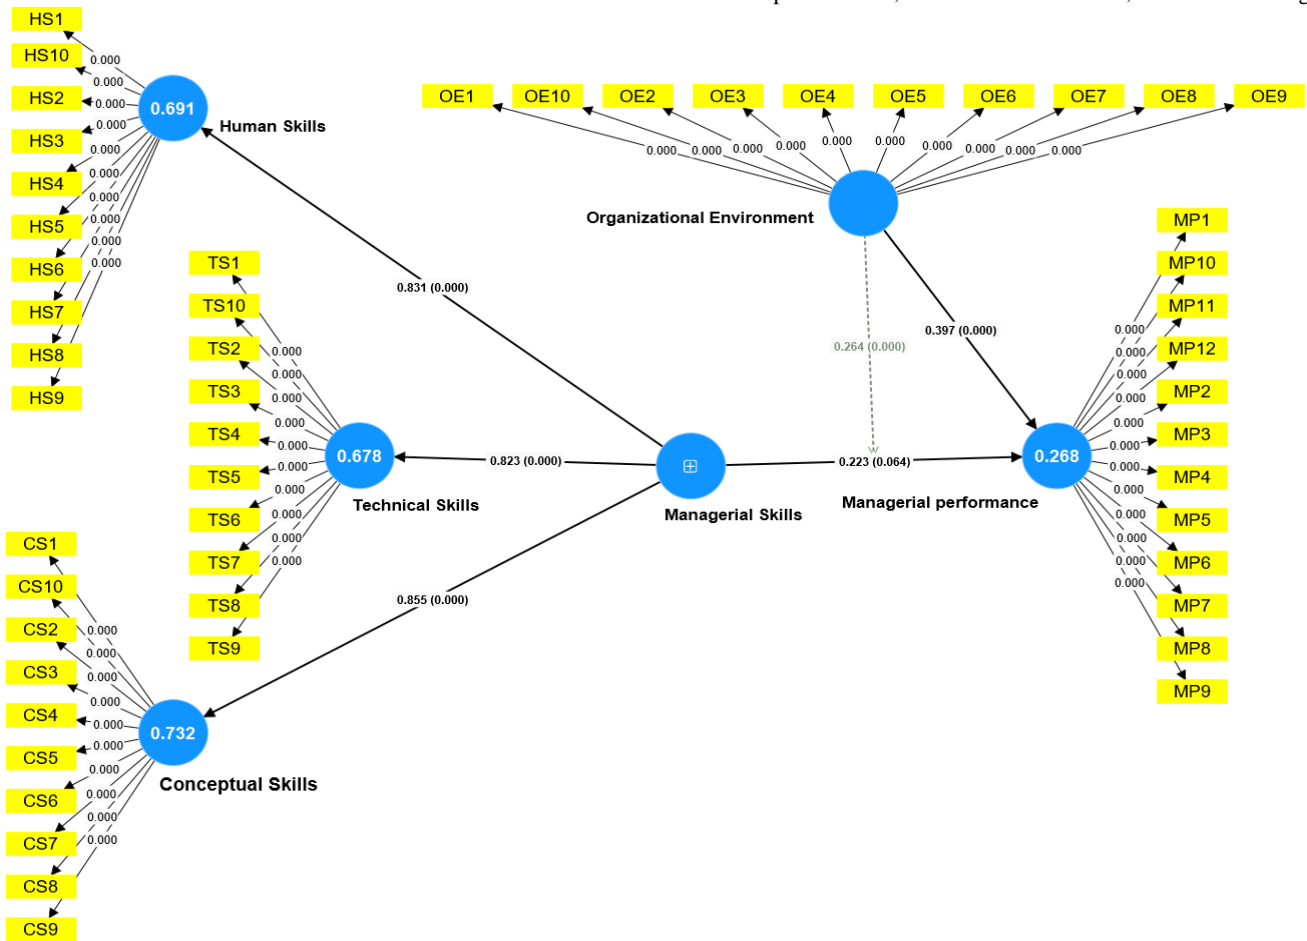 HS1
HS10
HS2
HS3
HS4
HS5
HS6
HS7
HS8
HS9
0.000
0.000
0.000
0.000
0.000
0.000
0.000
0.000
0.000
0.000
0.691
Human Skills
OE1
OE10
OE2
OE3
OE4
OE5
OE6
OE7
OE8
OE9
0.000
0.000
0.000
0.000
0.000
0.000
0.000
0.000
0.000
0.000
Organizational Environment
0.831 (0.000)
0.264 (0.000)
0.397 (0.000)
TS1
TS10
TS2
TS3
TS4
TS5
TS6
TS7
TS8
TS9
0.000
0.000
0.000
0.000
0.000
0.000
0.000
0.000
0.000
0.000
0.678
Technical Skills
0.823 (0.000)
Managerial Skills
0.223 (0.064)
0.268
Managerial performance
MP1
MP10
MP11
MP12
MP2
MP3
MP4
MP5
MP6
MP7
MP8
MP9
0.000
0.000
0.000
0.000
0.000
0.000
0.000
0.000
0.000
0.000
0.000
0.000
0.855 (0.000)
CS1
CS10
CS2
CS3
CS4
CS5
CS6
CS7
CS8
CS9
0.000
0.000
0.000
0.000
0.000
0.000
0.000
0.000
0.000
0.000
0.732
Conceptual Skills